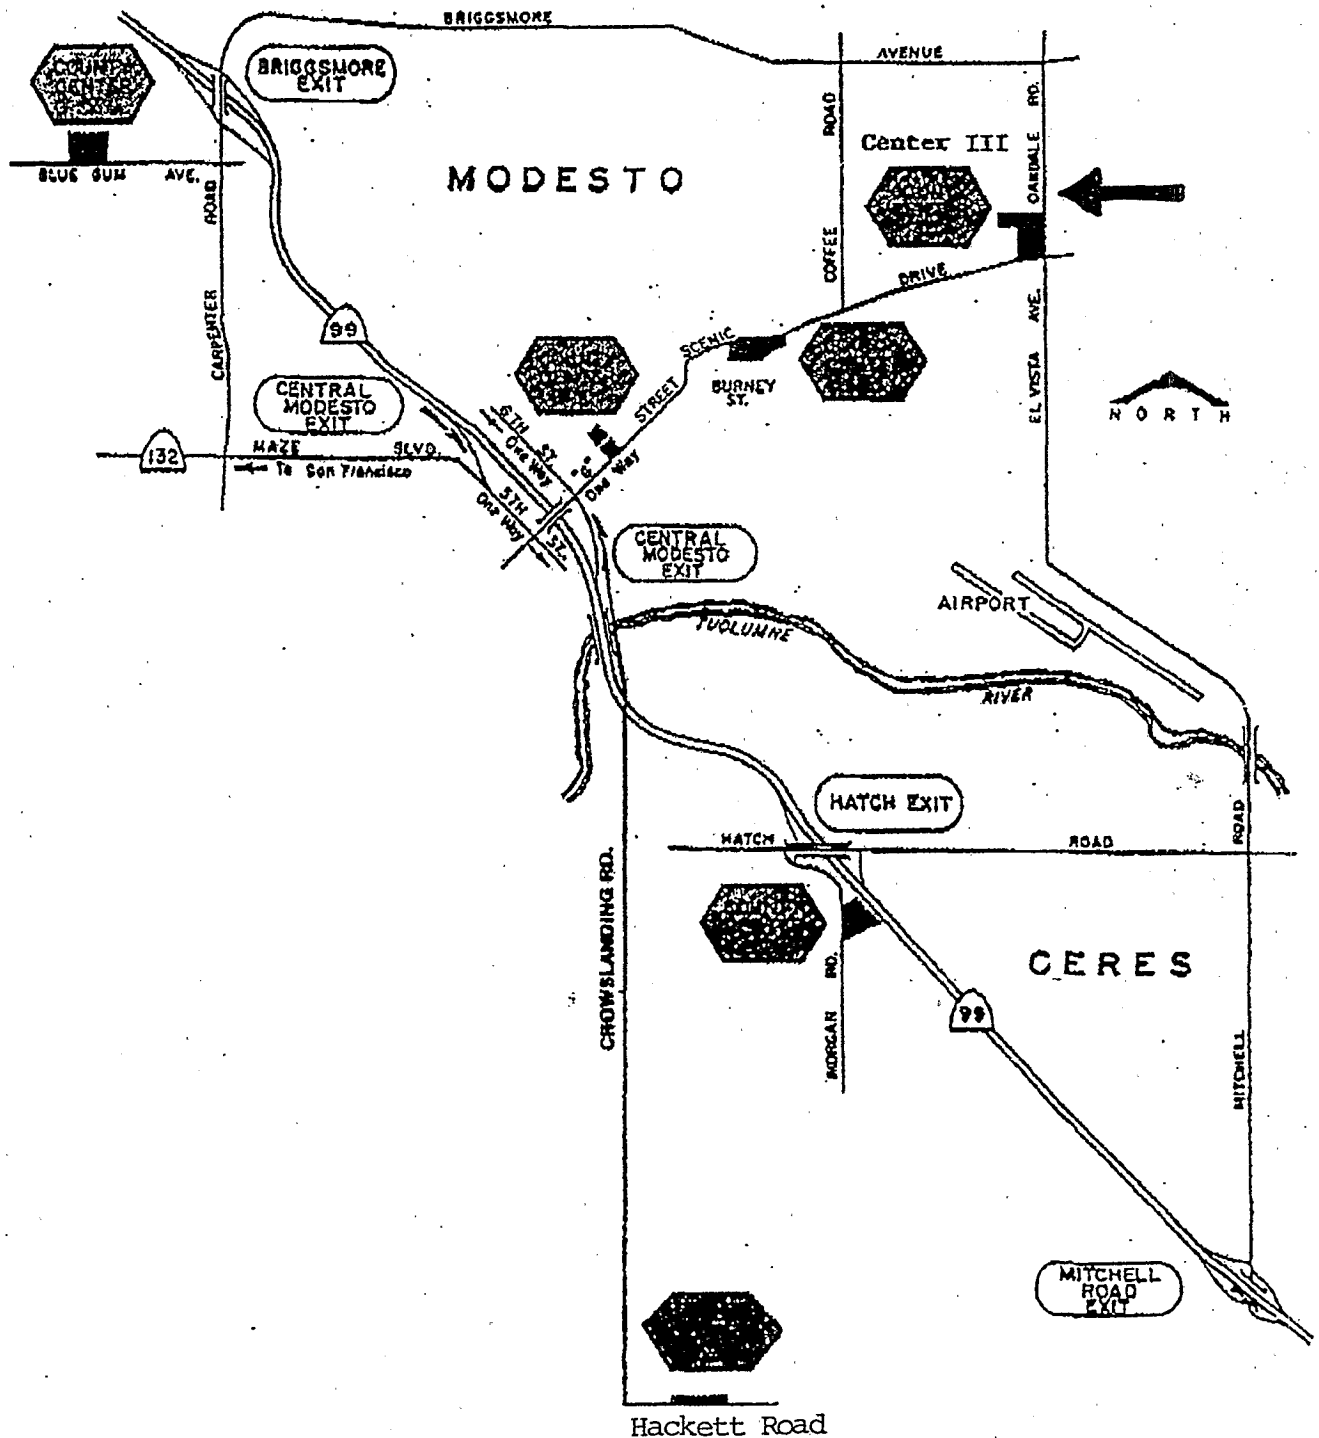 BRIGGSMORE
AVENUE
COUNTY
CENTER
BRIGGSMORE
EXIT
ROAD
OAKDALE RD.
Center III
BLUE GUM AVE.
ROAD
MODESTO
COFFEE
DRIVE
CARPENTER
99
SCENIC
EL VISTA AVE.
BURNEY
ST.
STREET
NORTH
CENTRAL
MODESTO
EXIT
6TH ST.
One Way
"G"
One Way
132
MAZE BLVD.
To San Francisco
5TH ST.
One Way
CENTRAL
MODESTO
EXIT
AIRPORT
TUOLUMNE
RIVER
HATCH EXIT
HATCH ROAD
ROAD
CROWSLANDING RD.
CERES
MORGAN RD.
99
MITCHELL
MITCHELL
ROAD
EXIT
Hackett Road